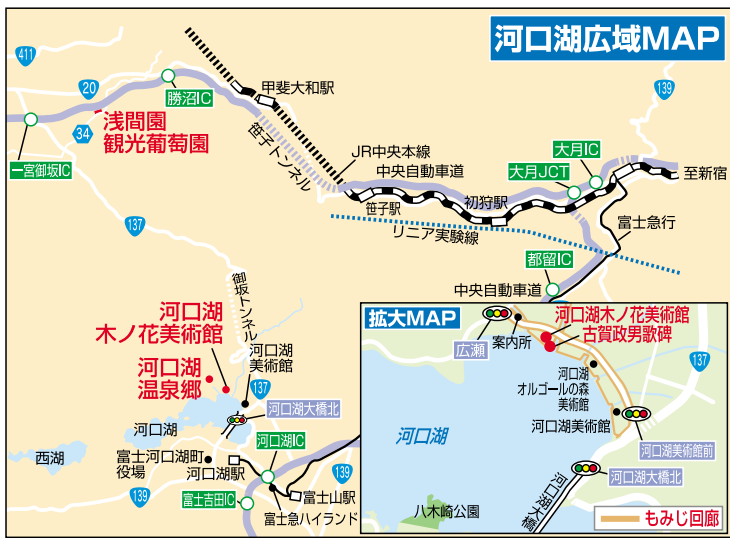 河口湖広域MAP
411
20
勝沼IC
浅間園
観光葡萄園
34
一宮御坂IC
甲斐大和駅
笹子トンネル
JR中央本線
中央自動車道
139
大月IC
大月JCT
至新宿
初狩駅
笹子駅
リニア実験線
富士急行
137
都留IC
中央自動車道
御坂トンネル
河口湖
木ノ花美術館
河口湖
温泉郷
河口湖
美術館
137
河口湖大橋北
河口湖
西湖
富士河口湖町
役場
河口湖駅
河口湖IC
139
139
富士吉田IC
富士山駅
富士急ハイランド
拡大MAP
広瀬
案内所
河口湖木ノ花美術館
古賀政男歌碑
137
河口湖
オルゴールの森
美術館
河口湖美術館
河口湖美術館前
河口湖
河口湖大橋北
河口湖大橋
八木崎公園
もみじ回廊